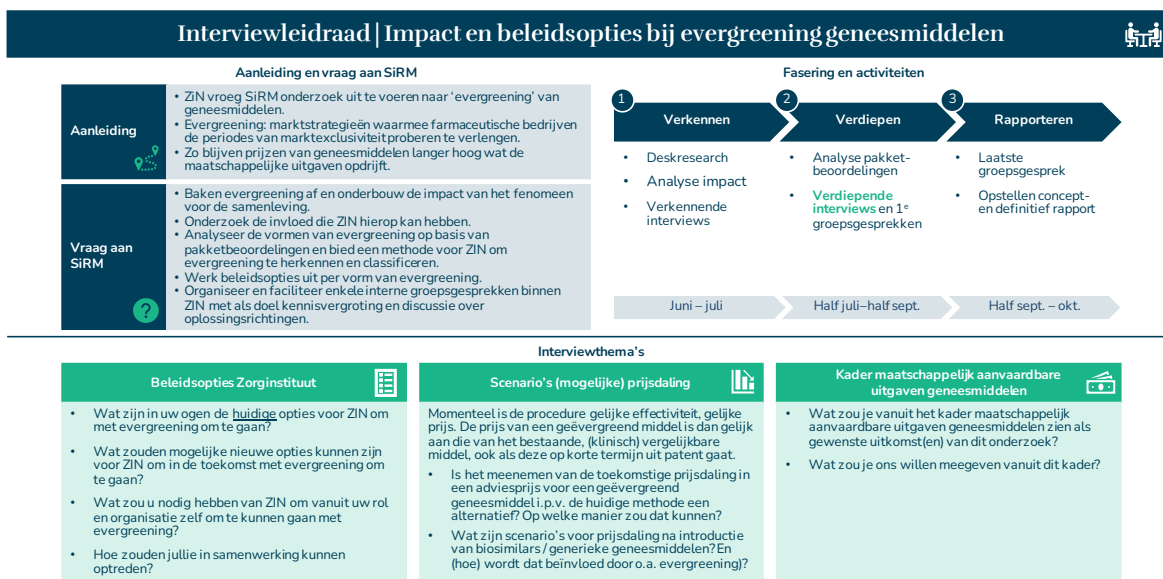 Interviewleidraad | Impact en beleidsopties bij evergreening geneesmiddelen
Aanleiding en vraag aan SiRM
Aanleiding
• ZiN vroeg SiRM onderzoek uit te voeren naar ‘evergreening’ van
geneesmiddelen.
• Evergreening: marktstrategieën waarmee farmaceutische bedrijven
de periodes van marktexclusiviteit proberen te verlengen.
• Zo blijven prijzen van geneesmiddelen langer hoog wat de
maatschappelijke uitgaven opdrijft.
Vraag aan
SiRM
?
• Baken evergreening af en onderbouw de impact van het fenomeen
voor de samenleving.
• Onderzoek de invloed die ZIN hierop kan hebben.
• Analyseer de vormen van evergreening op basis van
pakketbeoordelingen en bied een methode voor ZIN om
evergreening te herkennen en classificeren.
• Werk beleidsopties uit per vorm van evergreening.
• Organiseer en faciliteer enkele interne groepsgesprekken binnen
ZIN met als doel kennisvergroting en discussie over
oplossingsrichtingen.
Fasering en activiteiten
1
Verkennen
2
Verdiepen
3
Rapporteren
• Deskresearch
• Analyse impact
• Verkennende
interviews
• Analyse pakket-
beoordelingen
• Verdiepende
interviews en 1e
groepsgesprekken
• Laatste
groepsgesprek
• Opstellen concept-
en definitief rapport
Juni – juli
Half juli–half sept.
Half sept. – okt.
Interviewthema’s
Beleidsopties Zorginstituut
• Wat zijn in uw ogen de huidige opties voor ZIN om
met evergreening om te gaan?
• Wat zouden mogelijke nieuwe opties kunnen zijn
voor ZIN om in de toekomst met evergreening om
te gaan?
• Wat zou u nodig hebben van ZIN om vanuit uw rol
en organisatie zelf om te kunnen gaan met
evergreening?
• Hoe zouden jullie in samenwerking kunnen
optreden?
Scenario’s (mogelijke) prijsdaling
Momenteel is de procedure gelijke effectiviteit, gelijke
prijs. De prijs van een geëvergreend middel is dan gelijk
aan die van het bestaande, (klinisch) vergelijkbare
middel, ook als deze op korte termijn uit patent gaat.
• Is het meenemen van de toekomstige prijsdaling in
een adviesprijs voor een geëvergreend
geneesmiddel i.p.v. de huidige methode een
alternatief? Op welke manier zou dat kunnen?
• Wat zijn scenario’s voor prijsdaling na introductie
van biosimilars / generieke geneesmiddelen? En
(hoe) wordt dat beïnvloed door o.a. evergreening)?
Kader maatschappelijk aanvaardbare
uitgaven geneesmiddelen
• Wat zou je vanuit het kader maatschappelijk
aanvaardbare uitgaven geneesmiddelen zien als
gewenste uitkomst(en) van dit onderzoek?
• Wat zou je ons willen meegeven vanuit dit kader?